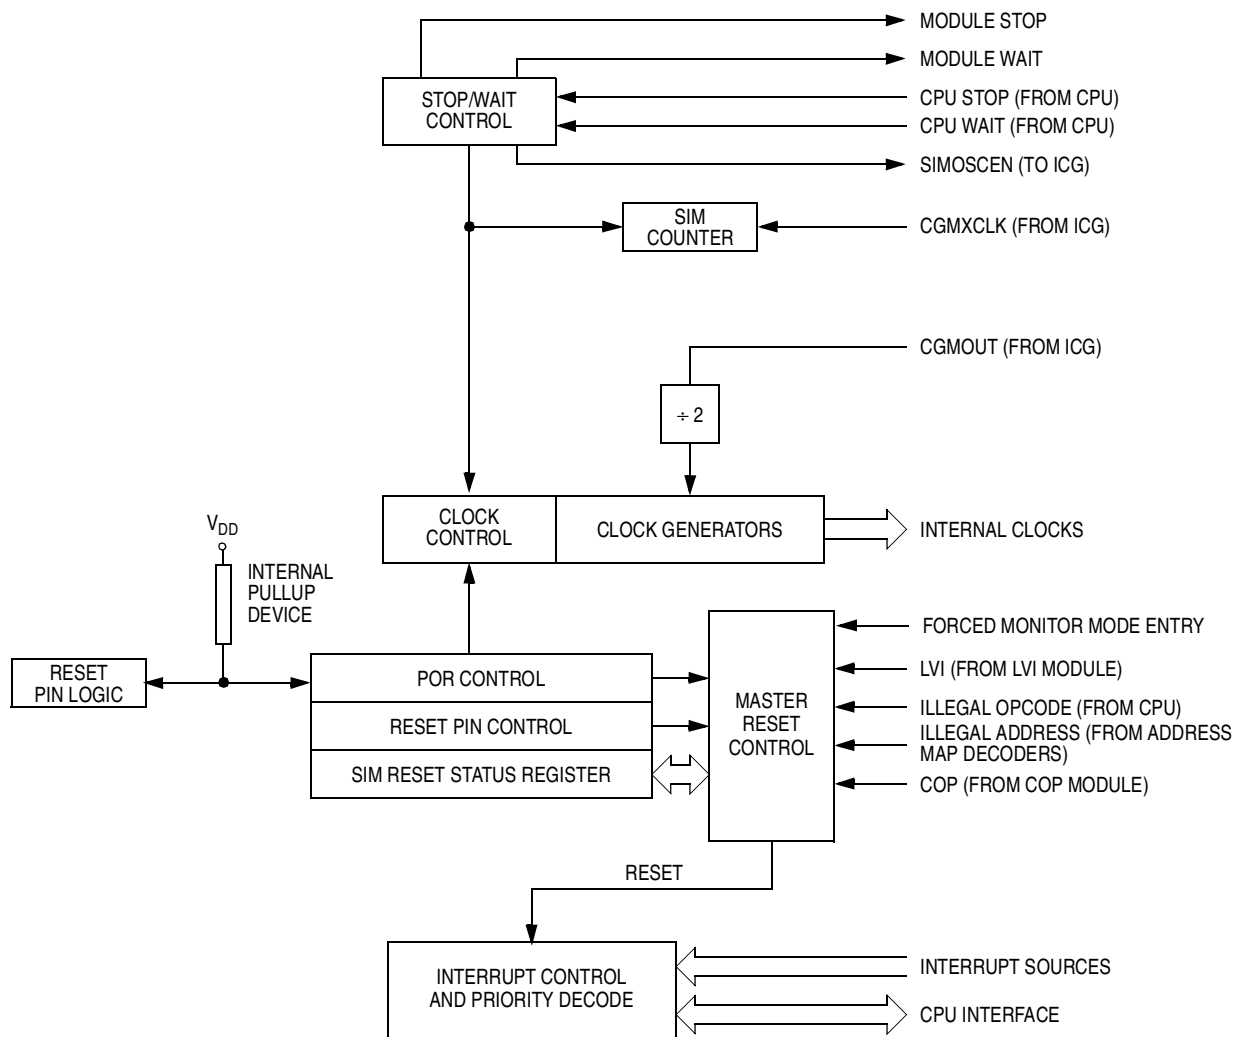 MODULE STOP
MODULE WAIT
STOP/WAIT
CONTROL
CPU STOP (FROM CPU)
CPU WAIT (FROM CPU)
SIMOSCEN (TO ICG)
SIM
COUNTER
CGMXCLK (FROM ICG)
CGMOUT (FROM ICG)
÷ 2
CLOCK
CONTROL
CLOCK GENERATORS
INTERNAL CLOCKS
VDD
INTERNAL
PULLUP
DEVICE
FORCED MONITOR MODE ENTRY
RESET
PIN LOGIC
POR CONTROL
LVI (FROM LVI MODULE)
MASTER
RESET
CONTROL
RESET PIN CONTROL
ILLEGAL OPCODE (FROM CPU)
ILLEGAL ADDRESS (FROM ADDRESS
MAP DECODERS)
SIM RESET STATUS REGISTER
COP (FROM COP MODULE)
RESET
INTERRUPT CONTROL
AND PRIORITY DECODE
INTERRUPT SOURCES
CPU INTERFACE